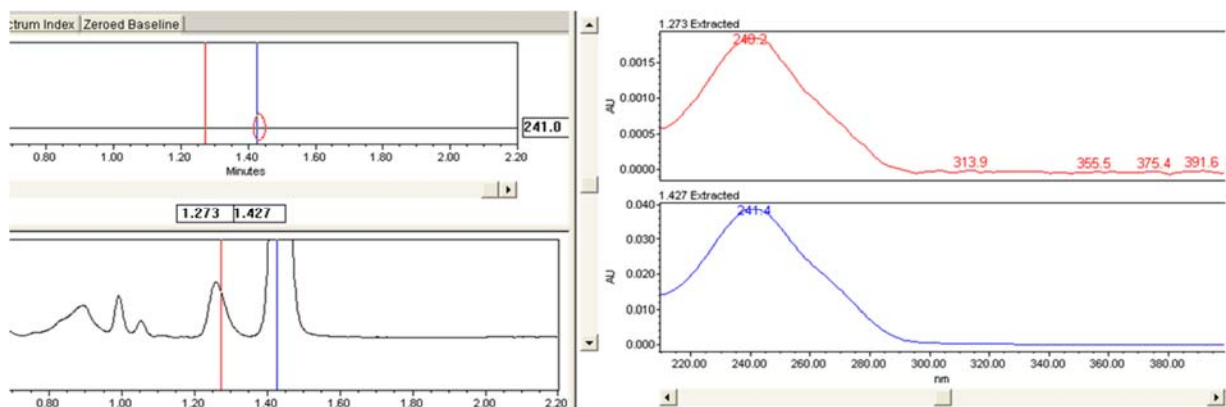 ctrum Index Zeroed Baseline
241.0
0.80 1.00 1.20 1.40 1.60 1.80 2.00 2.20
Minutes
1.273 1.427
0.80 1.00 1.20 1.40 1.60 1.80 2.00 2.20
1.273 Extracted
240.2
0.0015
0.0010
AU
0.0005
0.0000
313.9 355.5 375.4 391.6
1.427 Extracted
0.040
241.4
0.030
AU
0.020
0.010
0.000
220.00 240.00 260.00 280.00 300.00 320.00 340.00 360.00 380.00
nm